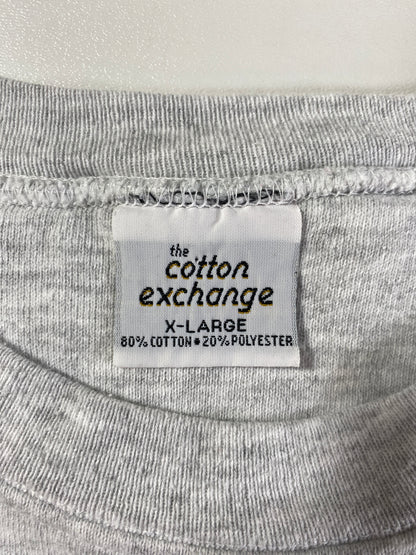 the
cotton
exchange
X-LARGE
80% COTTON • 20% POLYESTER